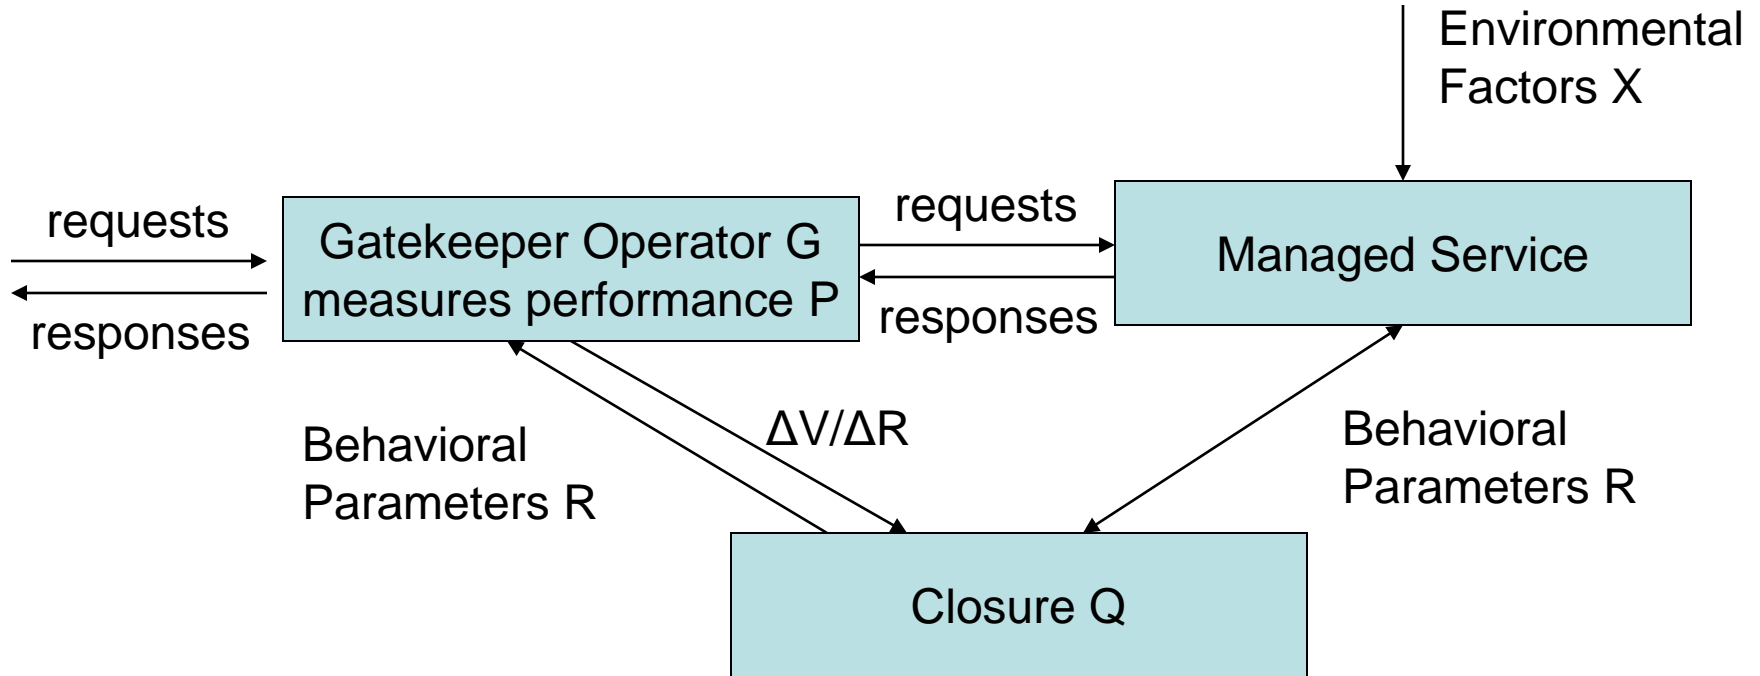 Environmental
Factors X
requests
responses
Gatekeeper Operator G
measures performance P
requests
responses
Managed Service
Behavioral
Parameters R
ΔV/ΔR
Behavioral
Parameters R
Closure Q